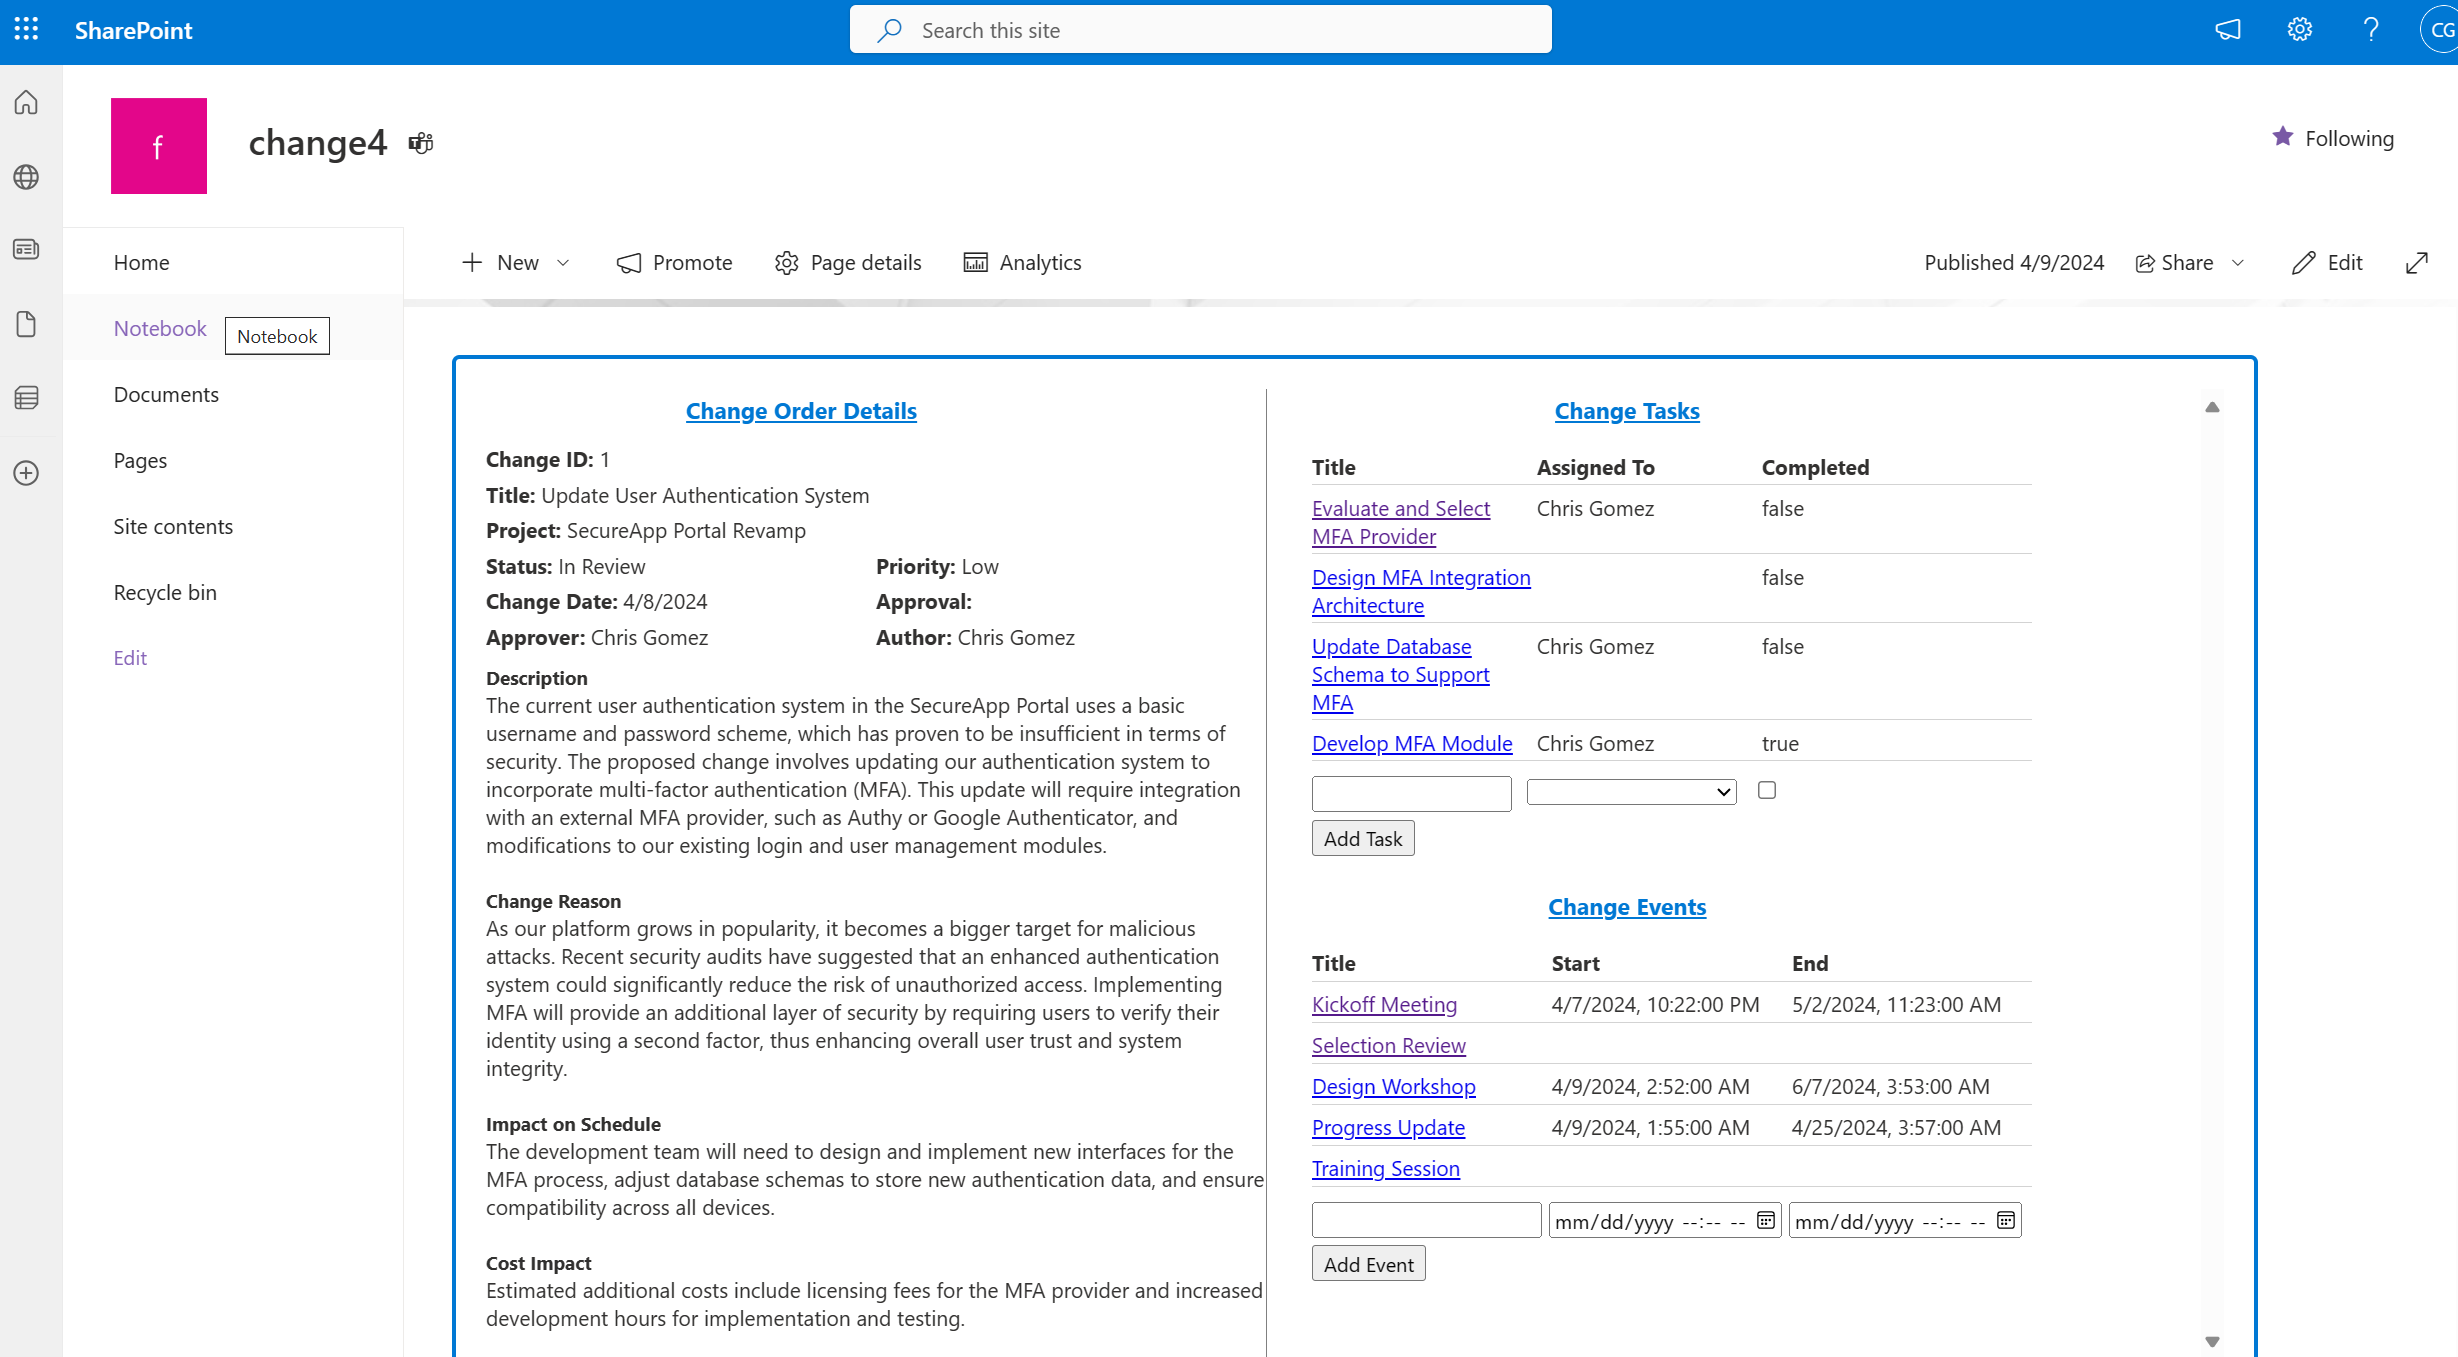 SharePoint
Search this site
CG
f
change4
Following
Home
Notebook
Notebook
Documents
Pages
Site contents
Recycle bin
Edit
New
Promote
Page details
Analytics
Published 4/9/2024
Share
Edit
Change Order Details
Change ID: 1
Title: Update User Authentication System
Project: SecureApp Portal Revamp
Status: In Review
Priority: Low
Change Date: 4/8/2024
Approval:
Approver: Chris Gomez
Author: Chris Gomez
Description
The current user authentication system in the SecureApp Portal uses a basic
username and password scheme, which has proven to be insufficient in terms of
security. The proposed change involves updating our authentication system to
incorporate multi-factor authentication (MFA). This update will require integration
with an external MFA provider, such as Authy or Google Authenticator, and
modifications to our existing login and user management modules.
Change Reason
As our platform grows in popularity, it becomes a bigger target for malicious
attacks. Recent security audits have suggested that an enhanced authentication
system could significantly reduce the risk of unauthorized access. Implementing
MFA will provide an additional layer of security by requiring users to verify their
identity using a second factor, thus enhancing overall user trust and system
integrity.
Impact on Schedule
The development team will need to design and implement new interfaces for the
MFA process, adjust database schemas to store new authentication data, and ensure
compatibility across all devices.
Cost Impact
Estimated additional costs include licensing fees for the MFA provider and increased
development hours for implementation and testing.
Change Tasks
Title Assigned To Completed
Evaluate and Select Chris Gomez false
MFA Provider
Design MFA Integration false
Architecture
Update Database Chris Gomez false
Schema to Support
MFA
Develop MFA Module Chris Gomez true
Add Task
Change Events
Title Start End
Kickoff Meeting 4/7/2024, 10:22:00 PM 5/2/2024, 11:23:00 AM
Selection Review
Design Workshop 4/9/2024, 2:52:00 AM 6/7/2024, 3:53:00 AM
Progress Update 4/9/2024, 1:55:00 AM 4/25/2024, 3:57:00 AM
Training Session
mm/dd/yyyy --:-- -- mm/dd/yyyy --:-- --
Add Event